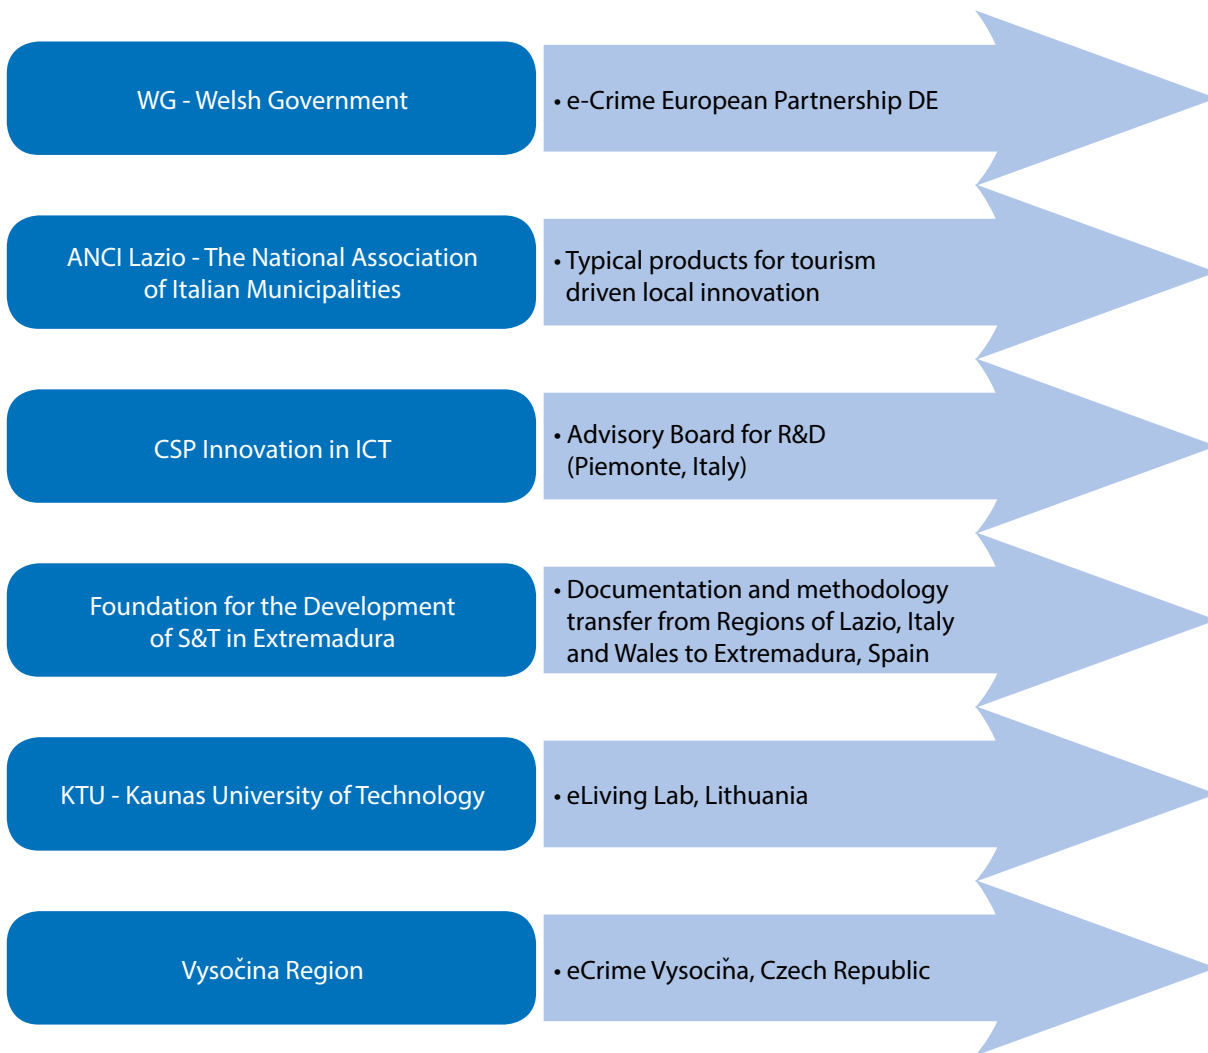 WG - Welsh Government
• e-Crime European Partnership DE
ANCI Lazio - The National Association
of Italian Municipalities
• Typical products for tourism
driven local innovation
CSP Innovation in ICT
• Advisory Board for R&D
(Piemonte, Italy)
Foundation for the Development
of S&T in Extremadura
• Documentation and methodology
transfer from Regions of Lazio, Italy
and Wales to Extremadura, Spain
KTU - Kaunas University of Technology
• eLiving Lab, Lithuania
Vysočina Region
• eCrime Vysociňa, Czech Republic